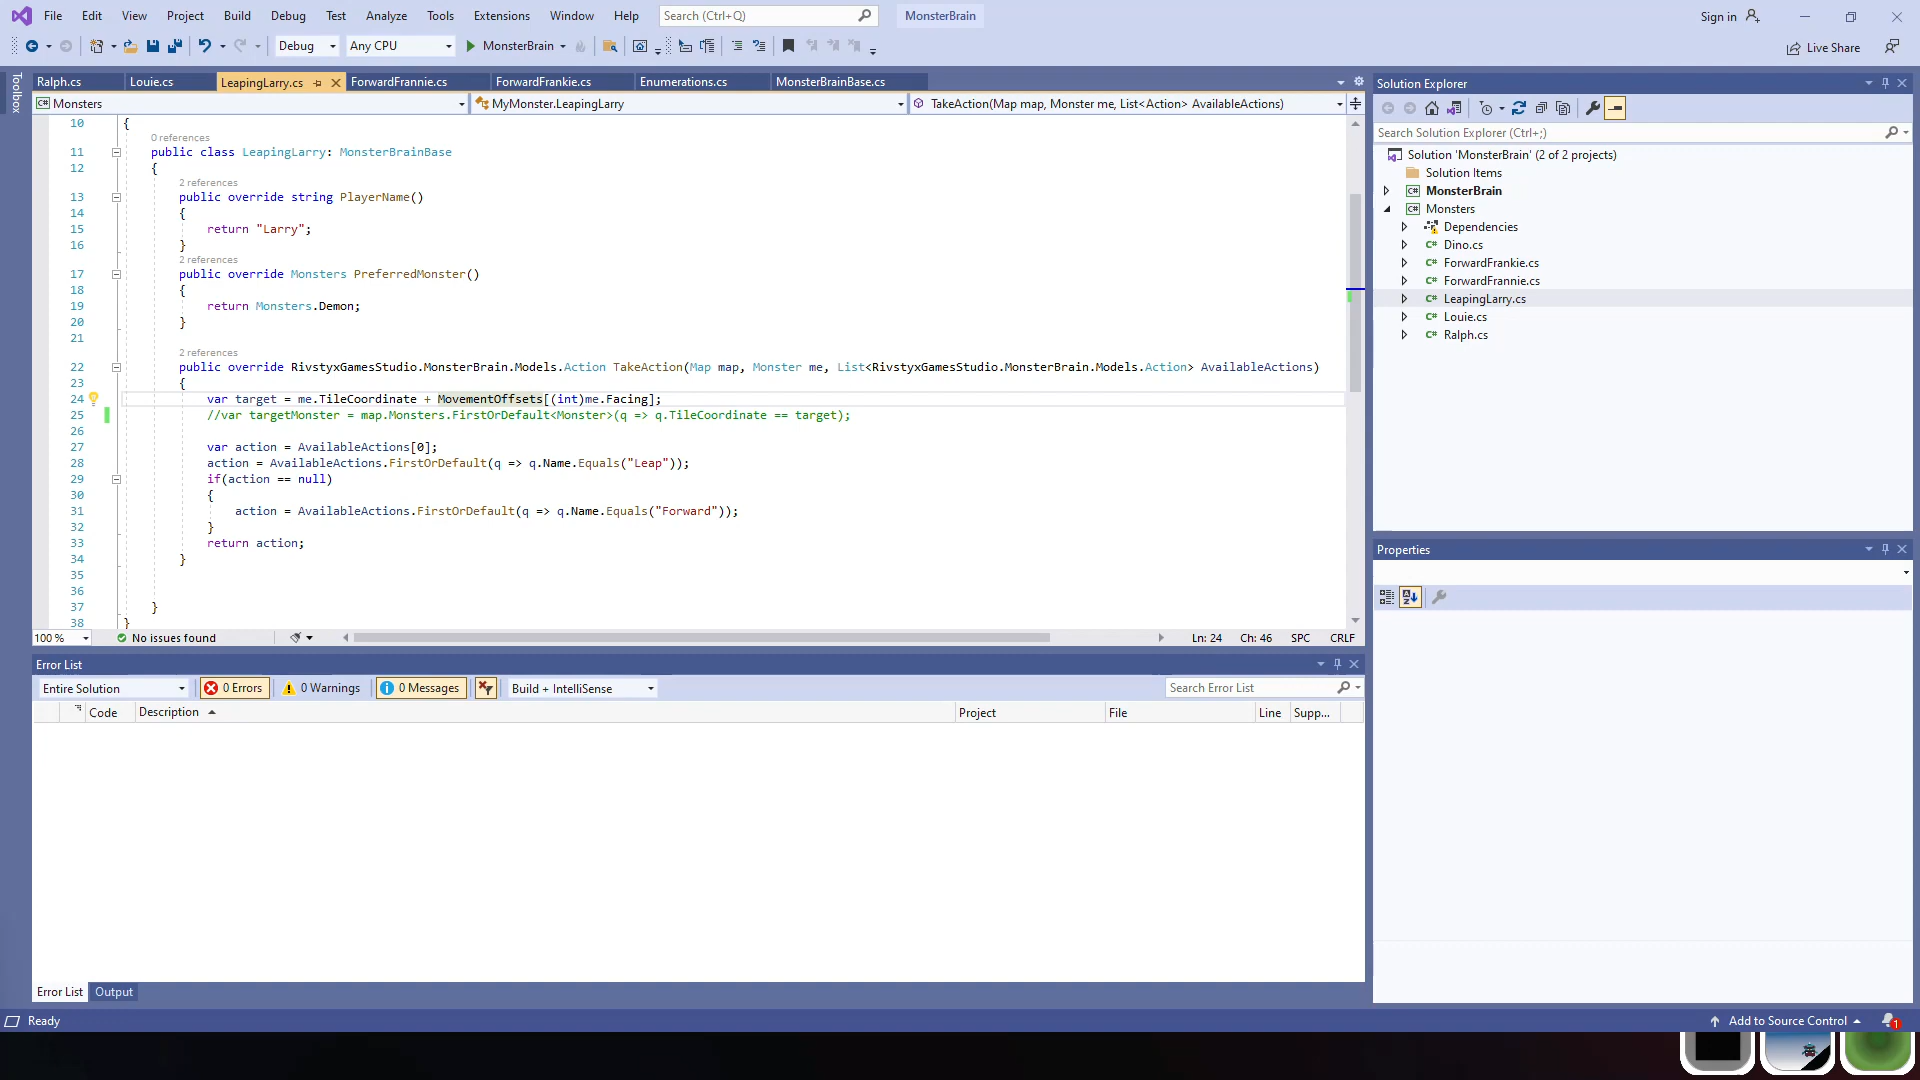 File Edit View Project Build Debug Test Analyze Tools Extensions Window Help Search (Ctrl+Q) MonsterBrain Sign in
Debug Any CPU MonsterBrain Live Share
Toolbox
Ralph.cs Louie.cs LeapingLarry.cs ForwardFrannie.cs ForwardFrankie.cs Enumerations.cs MonsterBrainBase.cs
C# Monsters MyMonster.LeapingLarry TakeAction(Map map, Monster me, List<Action> AvailableActions)
10 {
0 references
11 public class LeapingLarry: MonsterBrainBase
12 {
2 references
13 public override string PlayerName()
14 {
15 return "Larry";
16 }
2 references
17 public override Monsters PreferredMonster()
18 {
19 return Monsters.Demon;
20 }
21
2 references
22 public override RivstyxGamesStudio.MonsterBrain.Models.Action TakeAction(Map map, Monster me, List<RivstyxGamesStudio.MonsterBrain.Models.Action> AvailableActions)
23 {
24 var target = me.TileCoordinate + MovementOffsets[(int)me.Facing];
25 //var targetMonster = map.Monsters.FirstOrDefault<Monster>(q => q.TileCoordinate == target);
26
27 var action = AvailableActions[0];
28 action = AvailableActions.FirstOrDefault(q => q.Name.Equals("Leap"));
29 if(action == null)
30 {
31 action = AvailableActions.FirstOrDefault(q => q.Name.Equals("Forward"));
32 }
33 return action;
34 }
35
36
37 }
38 }
100 % No issues found Ln: 24 Ch: 46 SPC CRLF
Error List
Entire Solution 0 Errors 0 Warnings 0 Messages Build + IntelliSense Search Error List
Code Description Project File Line Supp...
Error List Output
Ready Add to Source Control 1
Solution Explorer
Search Solution Explorer (Ctrl+;)
Solution 'MonsterBrain' (2 of 2 projects)
Solution Items
C# MonsterBrain
C# Monsters
Dependencies
C# Dino.cs
C# ForwardFrankie.cs
C# ForwardFrannie.cs
C# LeapingLarry.cs
C# Louie.cs
C# Ralph.cs
Properties